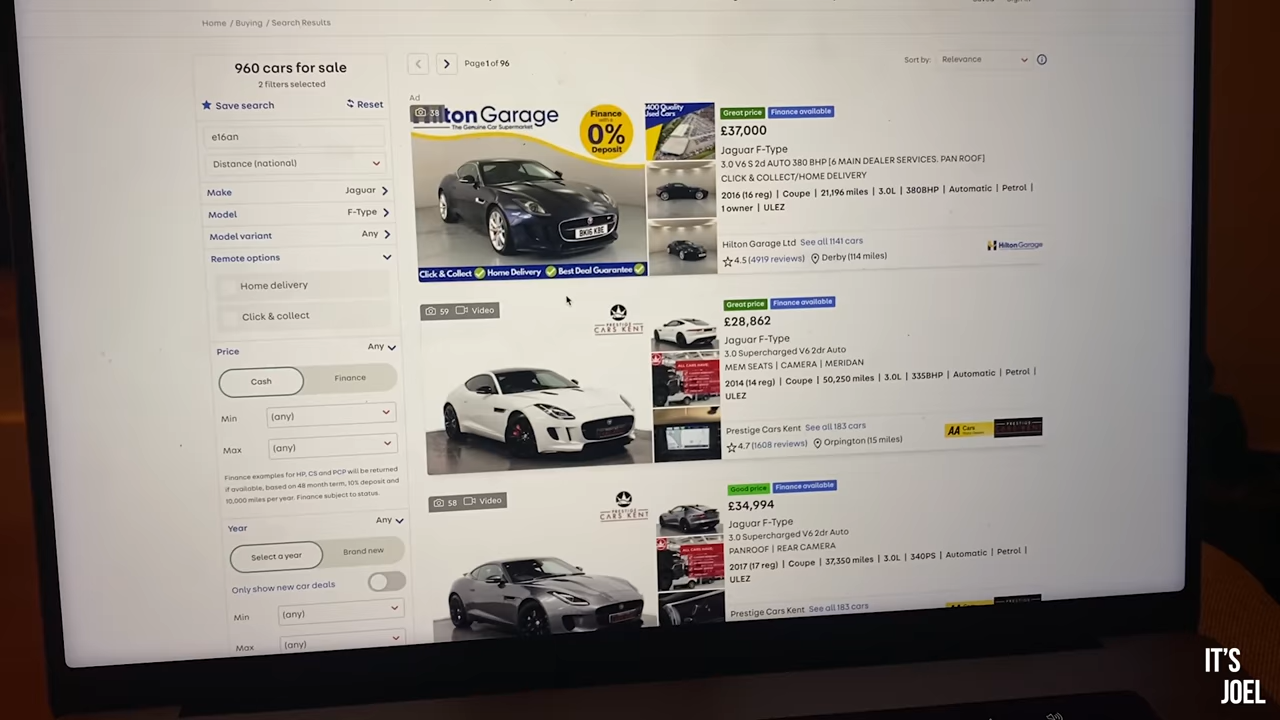 Home / Buying / Search Results
960 cars for sale
2 filters selected
Save search
Reset
e16an
Distance (national)
Make
Jaguar
Model
F-Type
Model variant
Any
Remote options
Home delivery
Click & collect
Price
Any
Cash
Finance
Min
(any)
Max
(any)
Finance examples for HP, CS and PCP will be returned
if available, based on 48 month term, 10% deposit and
10,000 miles per year. Finance subject to status.
Year
Any
Select a year
Brand new
Only show new car deals
Min
(any)
Max
(any)
Page 1 of 96
Sort by:
Relevance
Ad
38
Hilton Garage
The Genuine Car Supermarket
Finance
0%
Deposit
BK16 KBE
Click & Collect Home Delivery Best Deal Guarantee
1400 Quality
Used Cars
Great price
Finance available
£37,000
Jaguar F-Type
3.0 V6 S 2d AUTO 380 BHP [6 MAIN DEALER SERVICES. PAN ROOF]
CLICK & COLLECT/HOME DELIVERY
2016 (16 reg) | Coupe | 21,196 miles | 3.0L | 380BHP | Automatic | Petrol |
1 owner | ULEZ
Hilton Garage Ltd See all 1141 cars
HiltonGarage
4.5 (4919 reviews) Derby (114 miles)
59 Video
PRESTIGE
CARS KENT
Great price
Finance available
£28,862
Jaguar F-Type
3.0 Supercharged V6 2dr Auto
MEM SEATS | CAMERA | MERIDAN
2014 (14 reg) | Coupe | 50,250 miles | 3.0L | 335BHP | Automatic | Petrol |
ULEZ
Prestige Cars Kent See all 183 cars
AA Cars
4.7 (1608 reviews) Orpington (15 miles)
58 Video
PRESTIGE
CARS KENT
Good price
Finance available
£34,994
Jaguar F-Type
3.0 Supercharged V6 2dr Auto
PANROOF | REAR CAMERA
2017 (17 reg) | Coupe | 37,350 miles | 3.0L | 340PS | Automatic | Petrol |
ULEZ
Prestige Cars Kent See all 183 cars
IT'S
JOEL